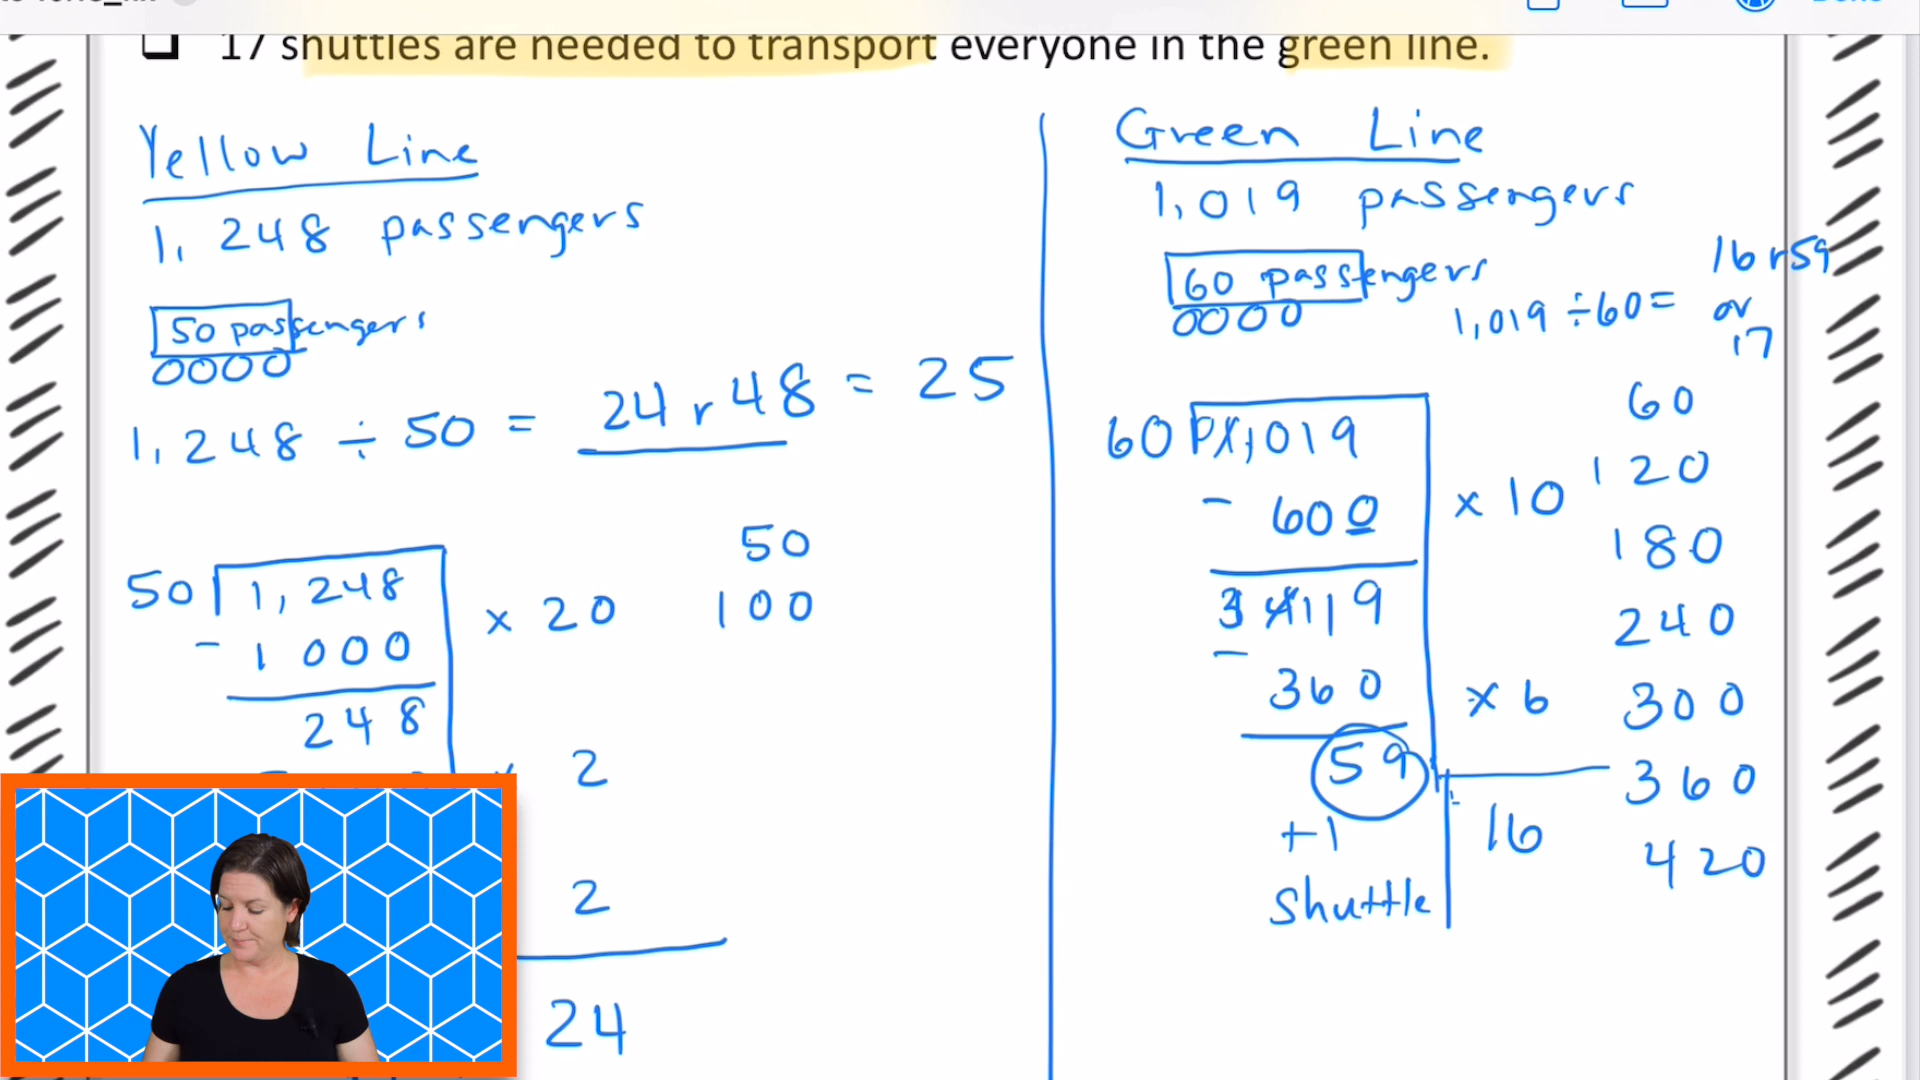 17 shuttles are needed to transport everyone in the green line.
Yellow Line
1,248 passengers
50 passengers
1,248 ÷ 50 = 24 r 48 = 25
50
100
50 1,248 x 20
- 1000
248
2
2
24
Green Line
1,019 passengers
60 passengers
1,019 ÷ 60 = 16 r 59
or
17
60 1,019
- 600 x 10
3 4119
- 360 x 6
59
16
+1
shuttle
60
120
180
240
300
360
420